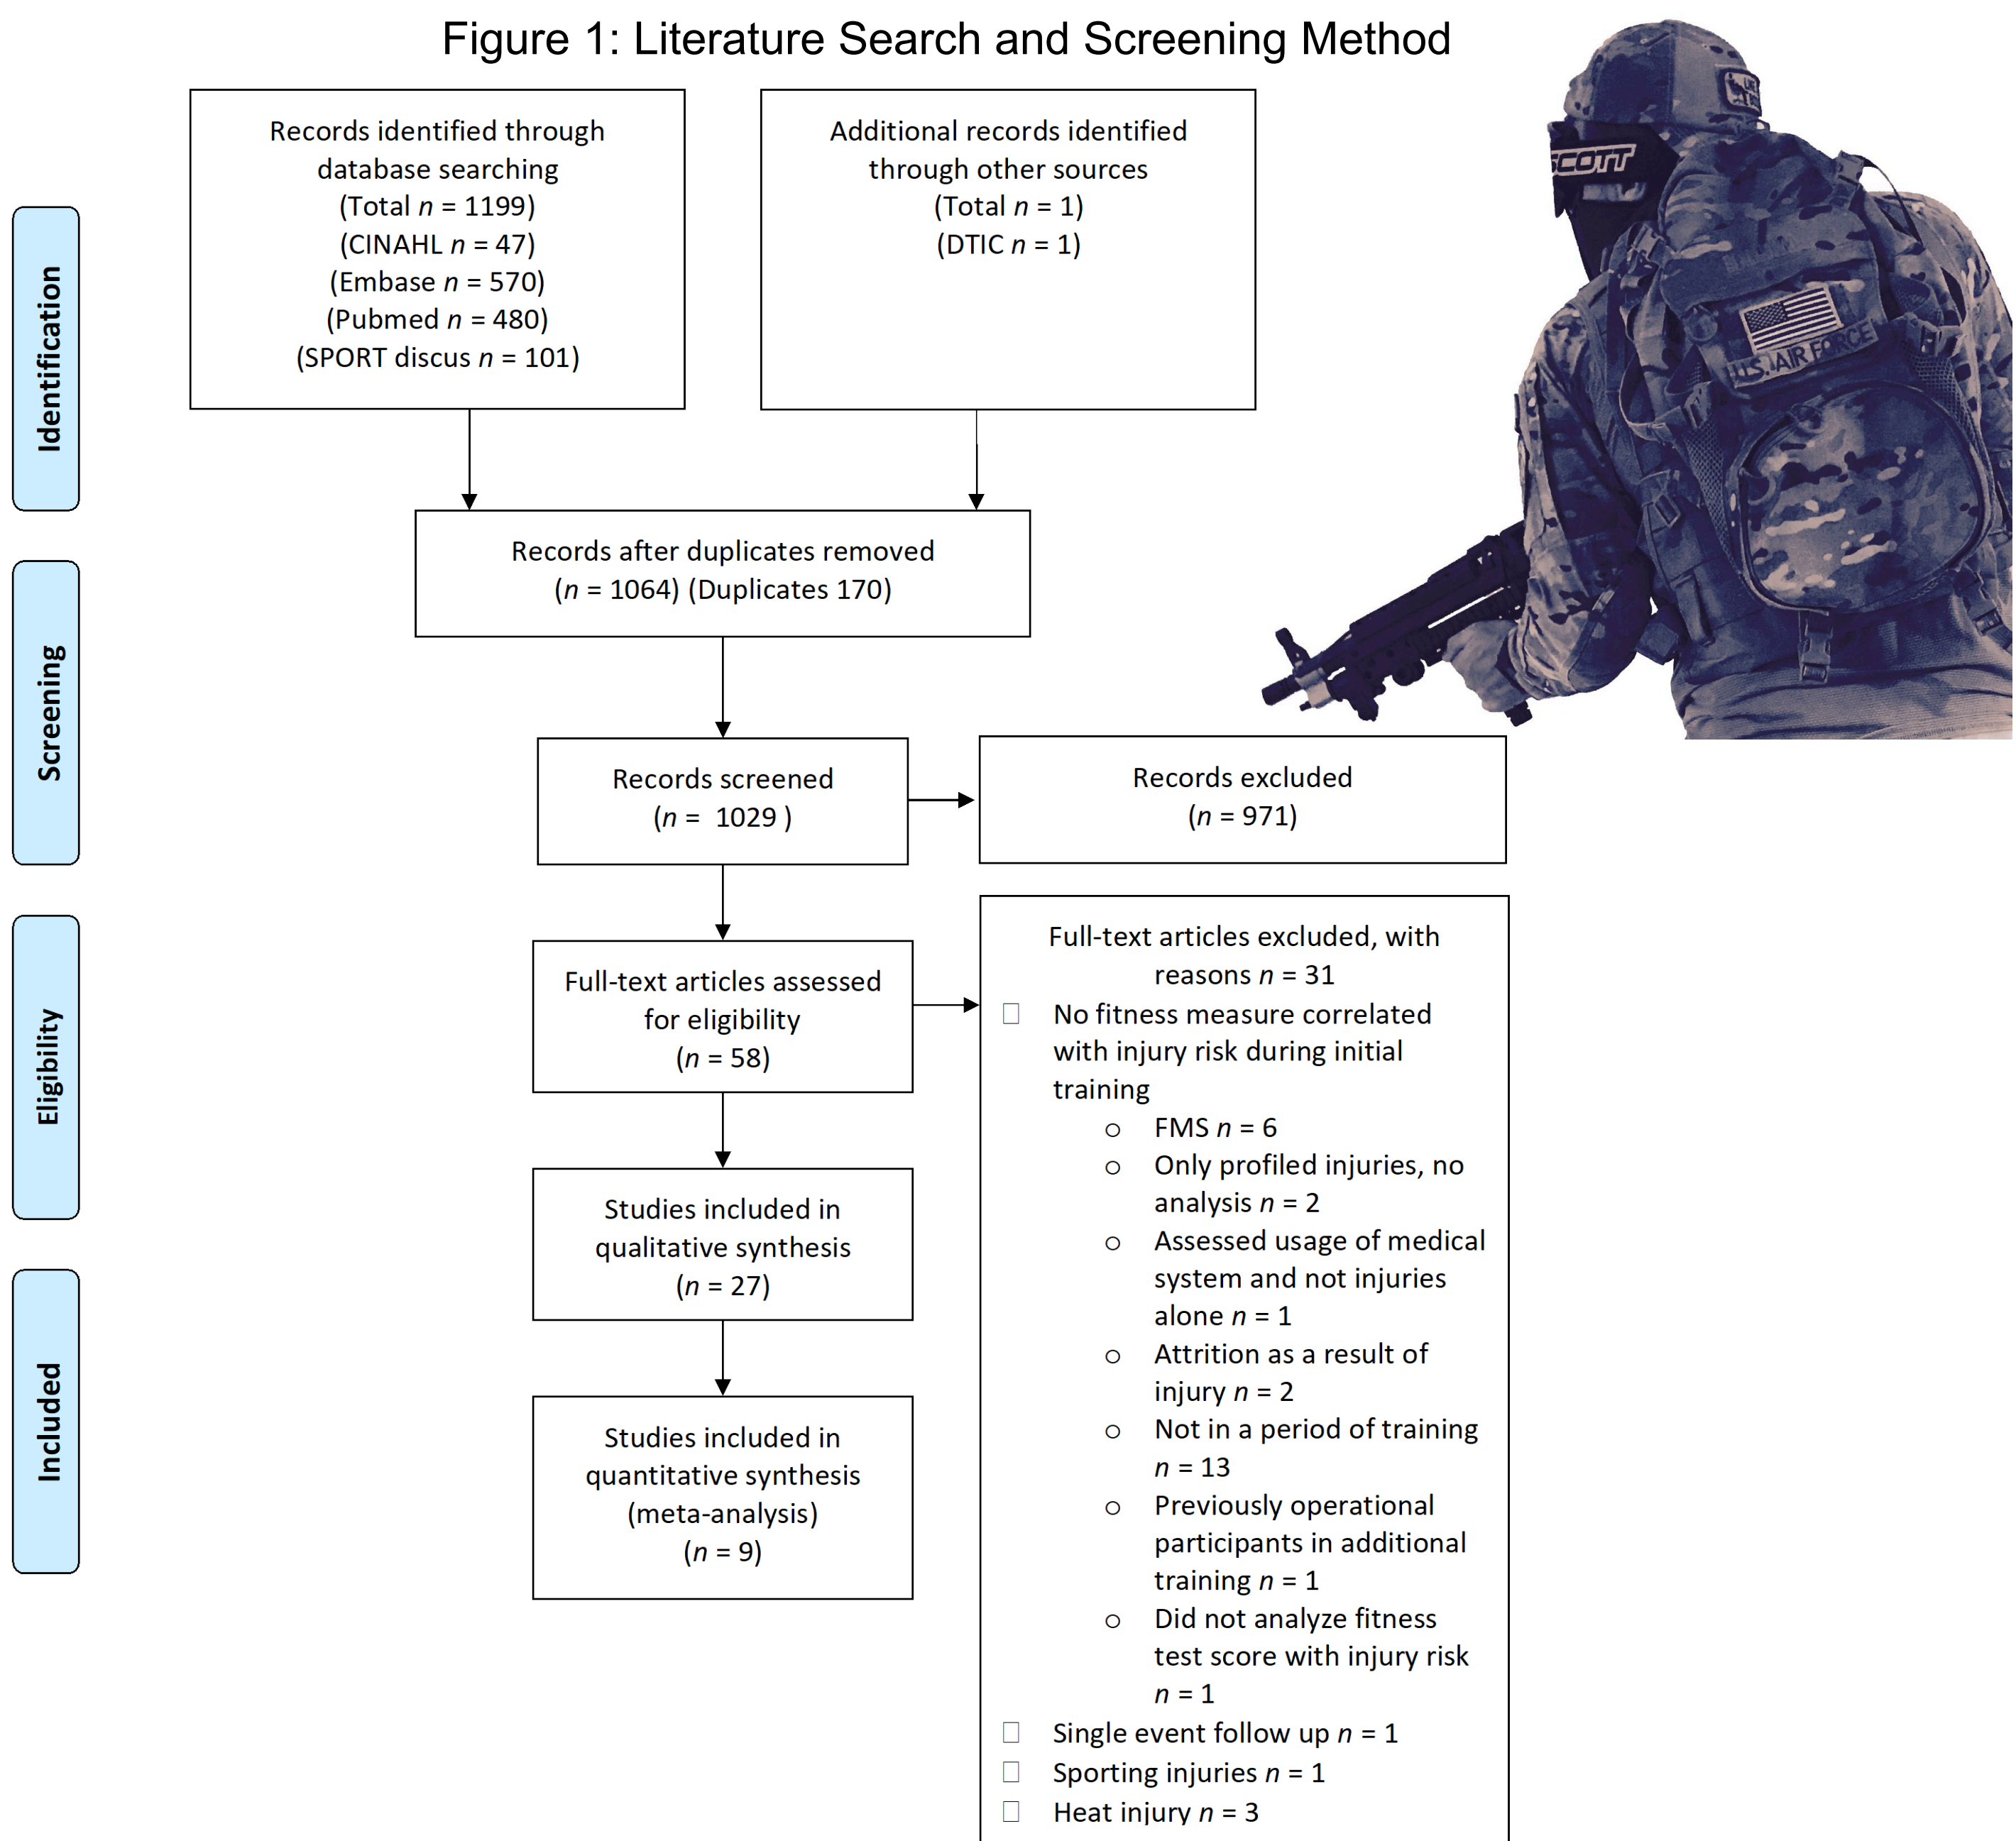 Figure 1: Literature Search and Screening Method
Records identified through
database searching
(Total n = 1199)
(CINAHL n = 47)
(Embase n = 570)
(Pubmed n = 480)
(SPORT discus n = 101)
Additional records identified
through other sources
(Total n = 1)
(DTIC n = 1)
SCOTT
U.S. AIR FORCE
Identification
Records after duplicates removed
(n = 1064) (Duplicates 170)
Screening
Records screened
(n =  1029 )
Records excluded
(n = 971)
Eligibility
Full-text articles assessed
for eligibility
(n = 58)
Full-text articles excluded, with
reasons n = 31
No fitness measure correlated
with injury risk during initial
training
o FMS n = 6
o Only profiled injuries, no
analysis n = 2
o Assessed usage of medical
system and not injuries
alone n = 1
o Attrition as a result of
injury n = 2
o Not in a period of training
n = 13
o Previously operational
participants in additional
training n = 1
o Did not analyze fitness
test score with injury risk
n = 1
Single event follow up n = 1
Sporting injuries n = 1
Heat injury n = 3
Studies included in
qualitative synthesis
(n = 27)
Included
Studies included in
quantitative synthesis
(meta-analysis)
(n = 9)